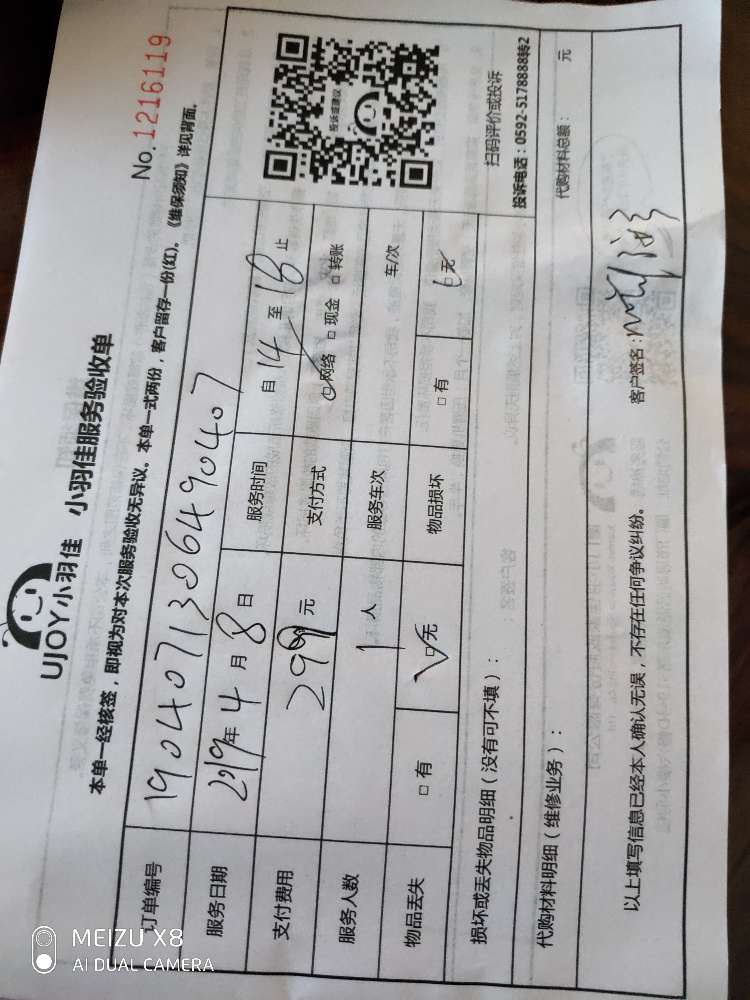 UJOY小羽佳 小羽佳服务验收单
No. 1216119
本单一经核签，即视为对本次服务验收无异议。本单一式两份，客户留存一份(红)。《维保须知》详见背面。
订单编号 1904071306490407
服务日期 2019年 4 月 8 日 服务时间 自 14 至 18 止
支付费用 299 元 支付方式 □网络 □现金 □转账
服务人数 1 人 服务车次 车/次
物品丢失 □有 □无 物品损坏 □有 □无
投诉或建议
扫码评价或投诉
投诉电话：0592-5178888转2
损坏或丢失物品明细（没有可不填）：
代购材料明细（维修业务）： 代购材料总额： 元
以上填写信息已经本人确认无误，不存在任何争议纠纷。 客户签名：
MEIZU X8
AI DUAL CAMERA